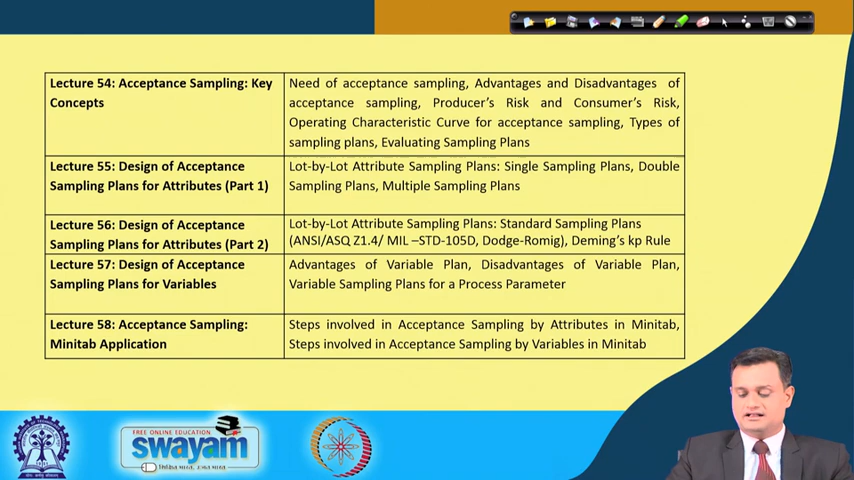 Lecture 54: Acceptance Sampling: Key
Concepts
Need of acceptance sampling, Advantages and Disadvantages of
acceptance sampling, Producer's Risk and Consumer's Risk,
Operating Characteristic Curve for acceptance sampling, Types of
sampling plans, Evaluating Sampling Plans
Lecture 55: Design of Acceptance
Sampling Plans for Attributes (Part 1)
Lot-by-Lot Attribute Sampling Plans: Single Sampling Plans, Double
Sampling Plans, Multiple Sampling Plans
Lecture 56: Design of Acceptance
Sampling Plans for Attributes (Part 2)
Lot-by-Lot Attribute Sampling Plans: Standard Sampling Plans
(ANSI/ASQ Z1.4/ MIL –STD-105D, Dodge-Romig), Deming's kp Rule
Lecture 57: Design of Acceptance
Sampling Plans for Variables
Advantages of Variable Plan, Disadvantages of Variable Plan,
Variable Sampling Plans for a Process Parameter
Lecture 58: Acceptance Sampling:
Minitab Application
Steps involved in Acceptance Sampling by Attributes in Minitab,
Steps involved in Acceptance Sampling by Variables in Minitab
FREE ONLINE EDUCATION
swayam